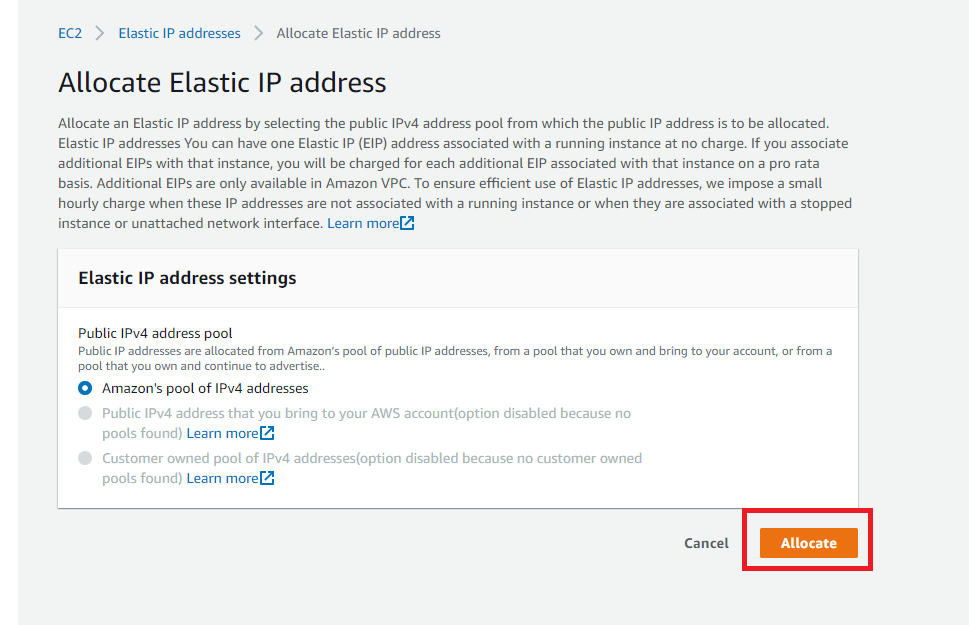 EC2 > Elastic IP addresses > Allocate Elastic IP address
Allocate Elastic IP address
Allocate an Elastic IP address by selecting the public IPv4 address pool from which the public IP address is to be allocated.
Elastic IP addresses You can have one Elastic IP (EIP) address associated with a running instance at no charge. If you associate
additional EIPs with that instance, you will be charged for each additional EIP associated with that instance on a pro rata
basis. Additional EIPs are only available in Amazon VPC. To ensure efficient use of Elastic IP addresses, we impose a small
hourly charge when these IP addresses are not associated with a running instance or when they are associated with a stopped
instance or unattached network interface. Learn more
Elastic IP address settings
Public IPv4 address pool
Public IP addresses are allocated from Amazon's pool of public IP addresses, from a pool that you own and bring to your account, or from a
pool that you own and continue to advertise..
Amazon's pool of IPv4 addresses
Public IPv4 address that you bring to your AWS account(option disabled because no
pools found) Learn more
Customer owned pool of IPv4 addresses(option disabled because no customer owned
pools found) Learn more
Cancel Allocate